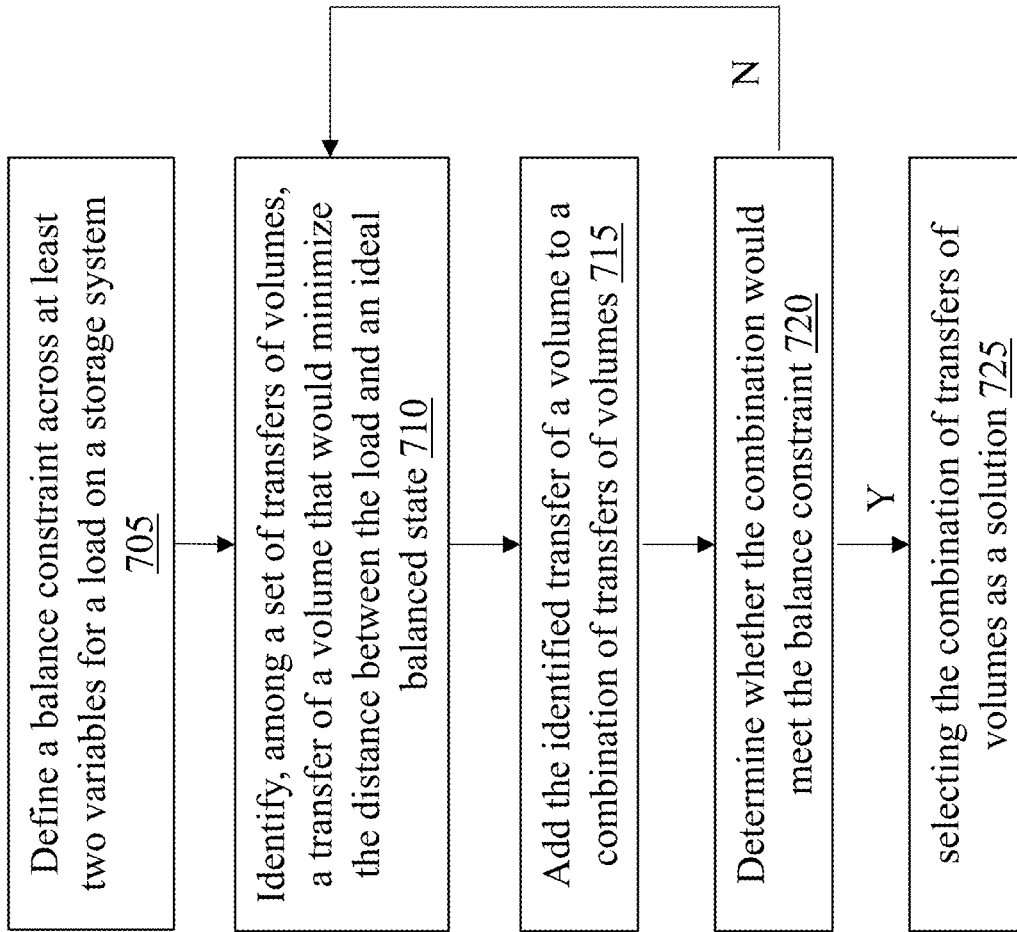 Define a balance constraint across at least
two variables for a load on a storage system
705
Identify, among a set of transfers of volumes,
a transfer of a volume that would minimize
the distance between the load and an ideal
balanced state 710
Add the identified transfer of a volume to a
combination of transfers of volumes 715
Determine whether the combination would
meet the balance constraint 720
N
Y
selecting the combination of transfers of
volumes as a solution 725